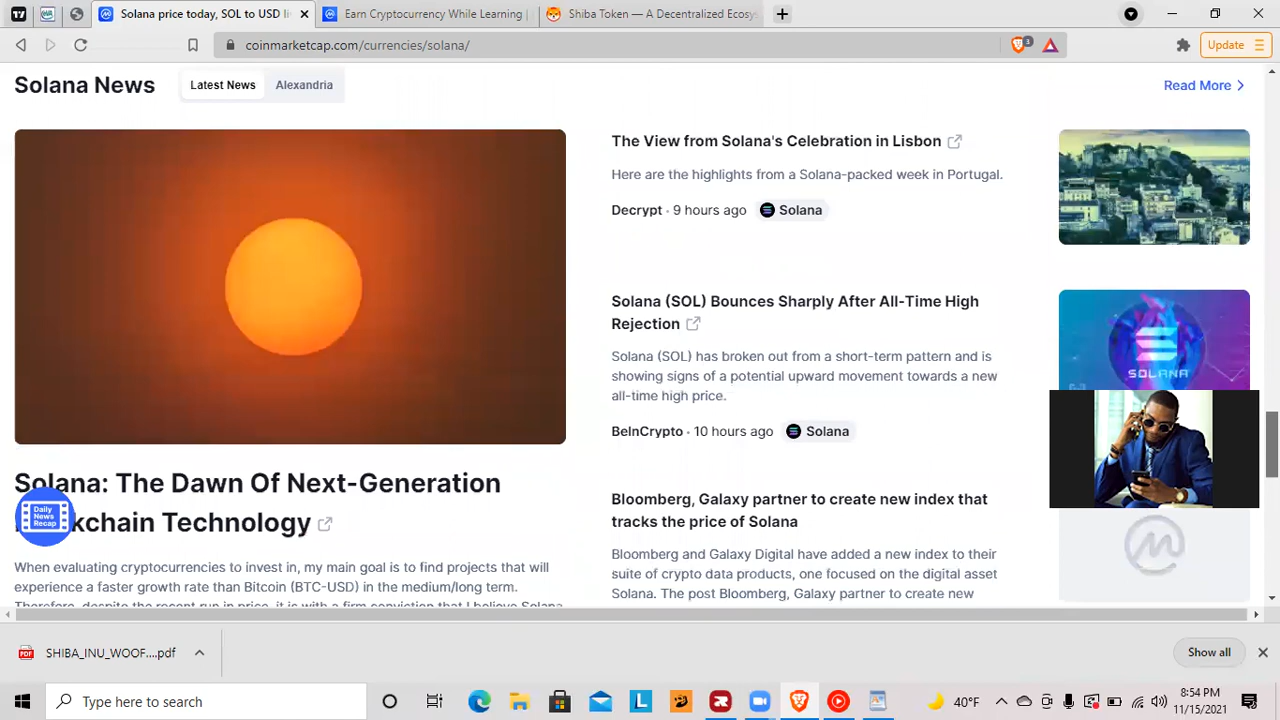 Solana price today, SOL to USD li
Earn Cryptocurrency While Learning |
Shiba Token — A Decentralized Ecosy
coinmarketcap.com/currencies/solana/
3
Update
Solana News
Latest News
Alexandria
Read More
The View from Solana's Celebration in Lisbon
Here are the highlights from a Solana-packed week in Portugal.
Decrypt · 9 hours ago
Solana
Solana (SOL) Bounces Sharply After All-Time High
Rejection
Solana (SOL) has broken out from a short-term pattern and is
showing signs of a potential upward movement towards a new
all-time high price.
BeInCrypto · 10 hours ago
Solana
SOLANA
Solana: The Dawn Of Next-Generation
kchain Technology
Daily
News
Recap
When evaluating cryptocurrencies to invest in, my main goal is to find projects that will
experience a faster growth rate than Bitcoin (BTC-USD) in the medium/long term.
Therefore, despite the recent run in price, it is with a firm conviction that I believe Solana
Bloomberg, Galaxy partner to create new index that
tracks the price of Solana
Bloomberg and Galaxy Digital have added a new index to their
suite of crypto data products, one focused on the digital asset
Solana. The post Bloomberg, Galaxy partner to create new
PDF
SHIBA_INU_WOOF....pdf
Show all
Type here to search
L
40°F
8:54 PM
11/15/2021